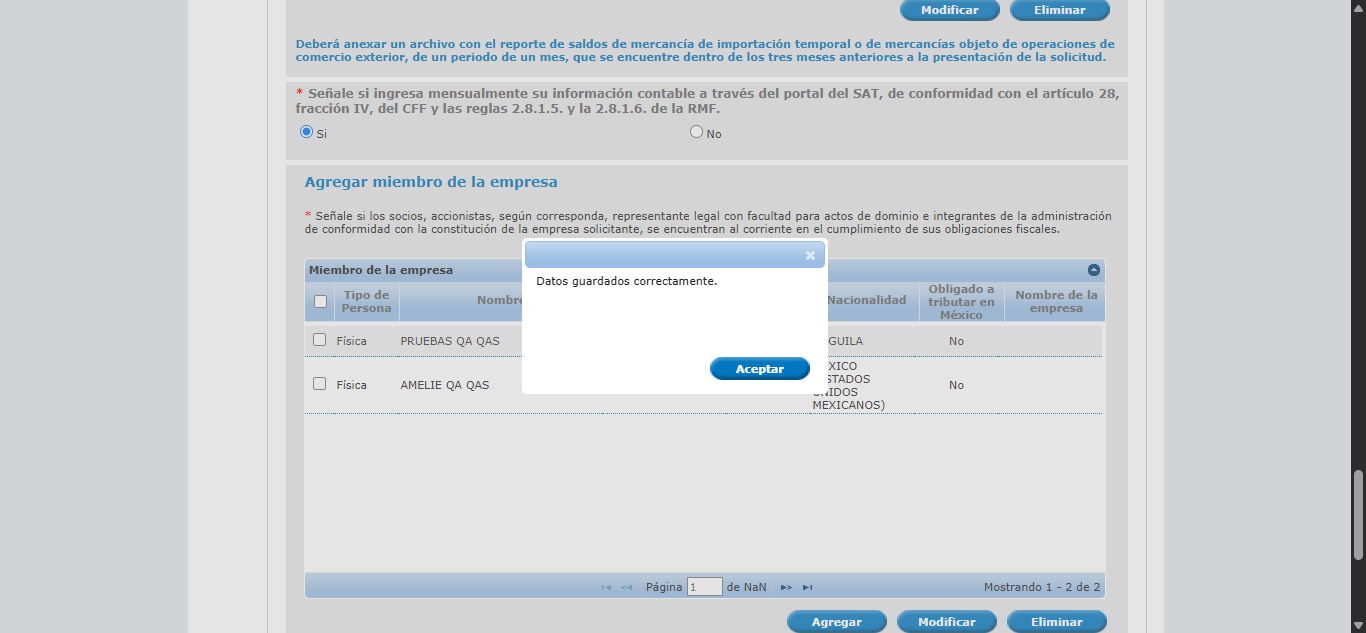 Modificar Eliminar
Deberá anexar un archivo con el reporte de saldos de mercancía de importación temporal o de mercancías objeto de operaciones de
comercio exterior, de un periodo de un mes, que se encuentre dentro de los tres meses anteriores a la presentación de la solicitud.
* Señale si ingresa mensualmente su información contable a través del portal del SAT, de conformidad con el artículo 28,
fracción IV, del CFF y las reglas 2.8.1.5. y la 2.8.1.6. de la RMF.
Si No
Agregar miembro de la empresa
* Señale si los socios, accionistas, según corresponda, representante legal con facultad para actos de dominio e integrantes de la administración
de conformidad con la constitución de la empresa solicitante, se encuentran al corriente en el cumplimiento de sus obligaciones fiscales.
Miembro de la empresa
Tipo de
Persona
Nombre
Nacionalidad
Obligado a
tributar en
México
Nombre de la
empresa
Datos guardados correctamente.
Aceptar
Física PRUEBAS QA QAS GUILA No
Física AMELIE QA QAS
XICO
STADOS
UNIDOS
MEXICANOS)
No
Página 1 de NaN
Mostrando 1 - 2 de 2
Agregar Modificar Eliminar